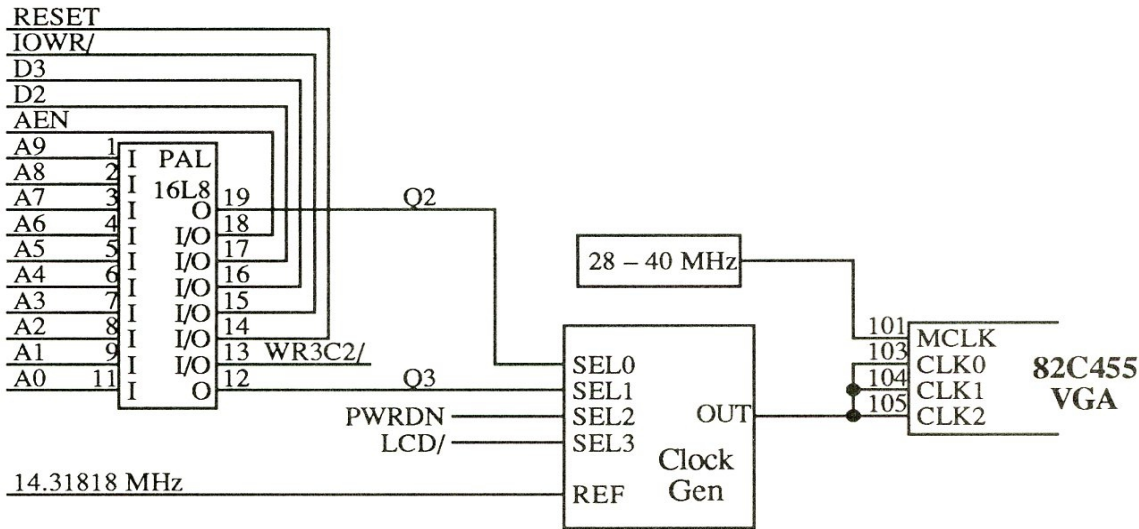 RESET
IOWR/
D3
D2
AEN
A9 1 I PAL
A8 2 I 16L8
A7 3 I O 19 Q2
A6 4 I I/O 18
A5 5 I I/O 17
A4 6 I I/O 16
A3 7 I I/O 15
A2 8 I I/O 14
A1 9 I I/O 13 WR3C2/
A0 11 I O 12 Q3
PWRDN
LCD/
14.31818 MHz
28 – 40 MHz
SEL0
SEL1
SEL2
SEL3
REF
OUT
Clock
Gen
101 MCLK
103 CLK0
104 CLK1
105 CLK2
82C455
VGA